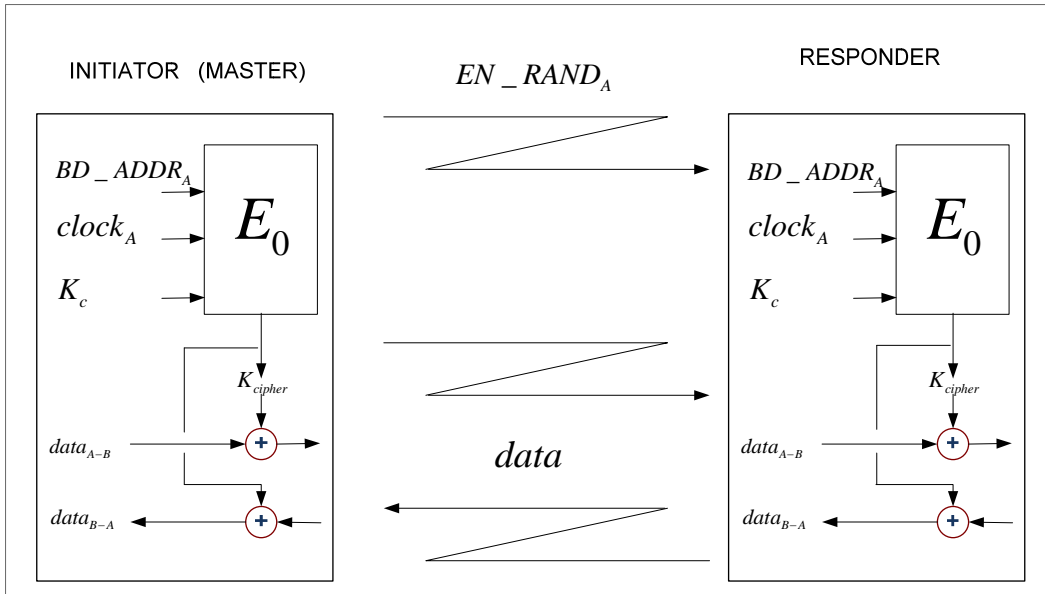 INITIATOR (MASTER)
EN_RAND_A
RESPONDER
BD_ADDR_A
clock_A
K_c
E_0
K_cipher
data_A-B
+
data_B-A
+
data
BD_ADDR_A
clock_A
K_c
E_0
K_cipher
data_A-B
+
data_B-A
+